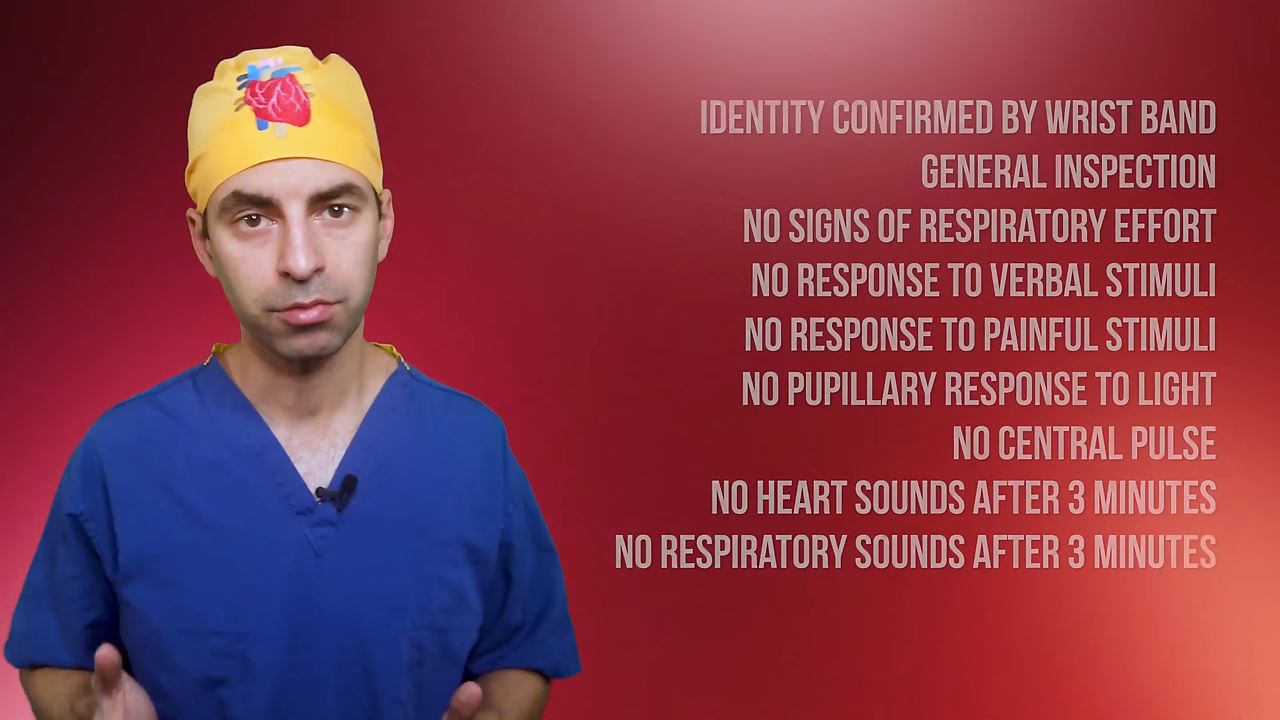 IDENTITY CONFIRMED BY WRIST BAND
GENERAL INSPECTION
NO SIGNS OF RESPIRATORY EFFORT
NO RESPONSE TO VERBAL STIMULI
NO RESPONSE TO PAINFUL STIMULI
NO PUPILLARY RESPONSE TO LIGHT
NO CENTRAL PULSE
NO HEART SOUNDS AFTER 3 MINUTES
NO RESPIRATORY SOUNDS AFTER 3 MINUTES